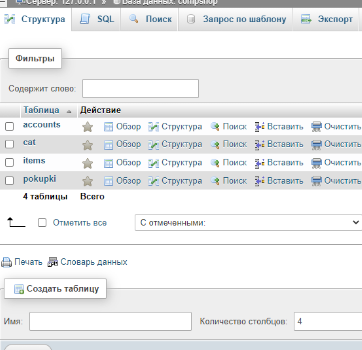 Сервер: 127.0.0.1 » База данных: compshop
Структура SQL Поиск Запрос по шаблону Экспорт
Фильтры
Содержит слово:
Таблица Действие
accounts Обзор Структура Поиск Вставить Очистить
cat Обзор Структура Поиск Вставить Очистить
items Обзор Структура Поиск Вставить Очистить
pokupki Обзор Структура Поиск Вставить Очистить
4 таблицы Всего
Отметить все С отмеченными:
Печать Словарь данных
Создать таблицу
Имя: Количество столбцов: 4